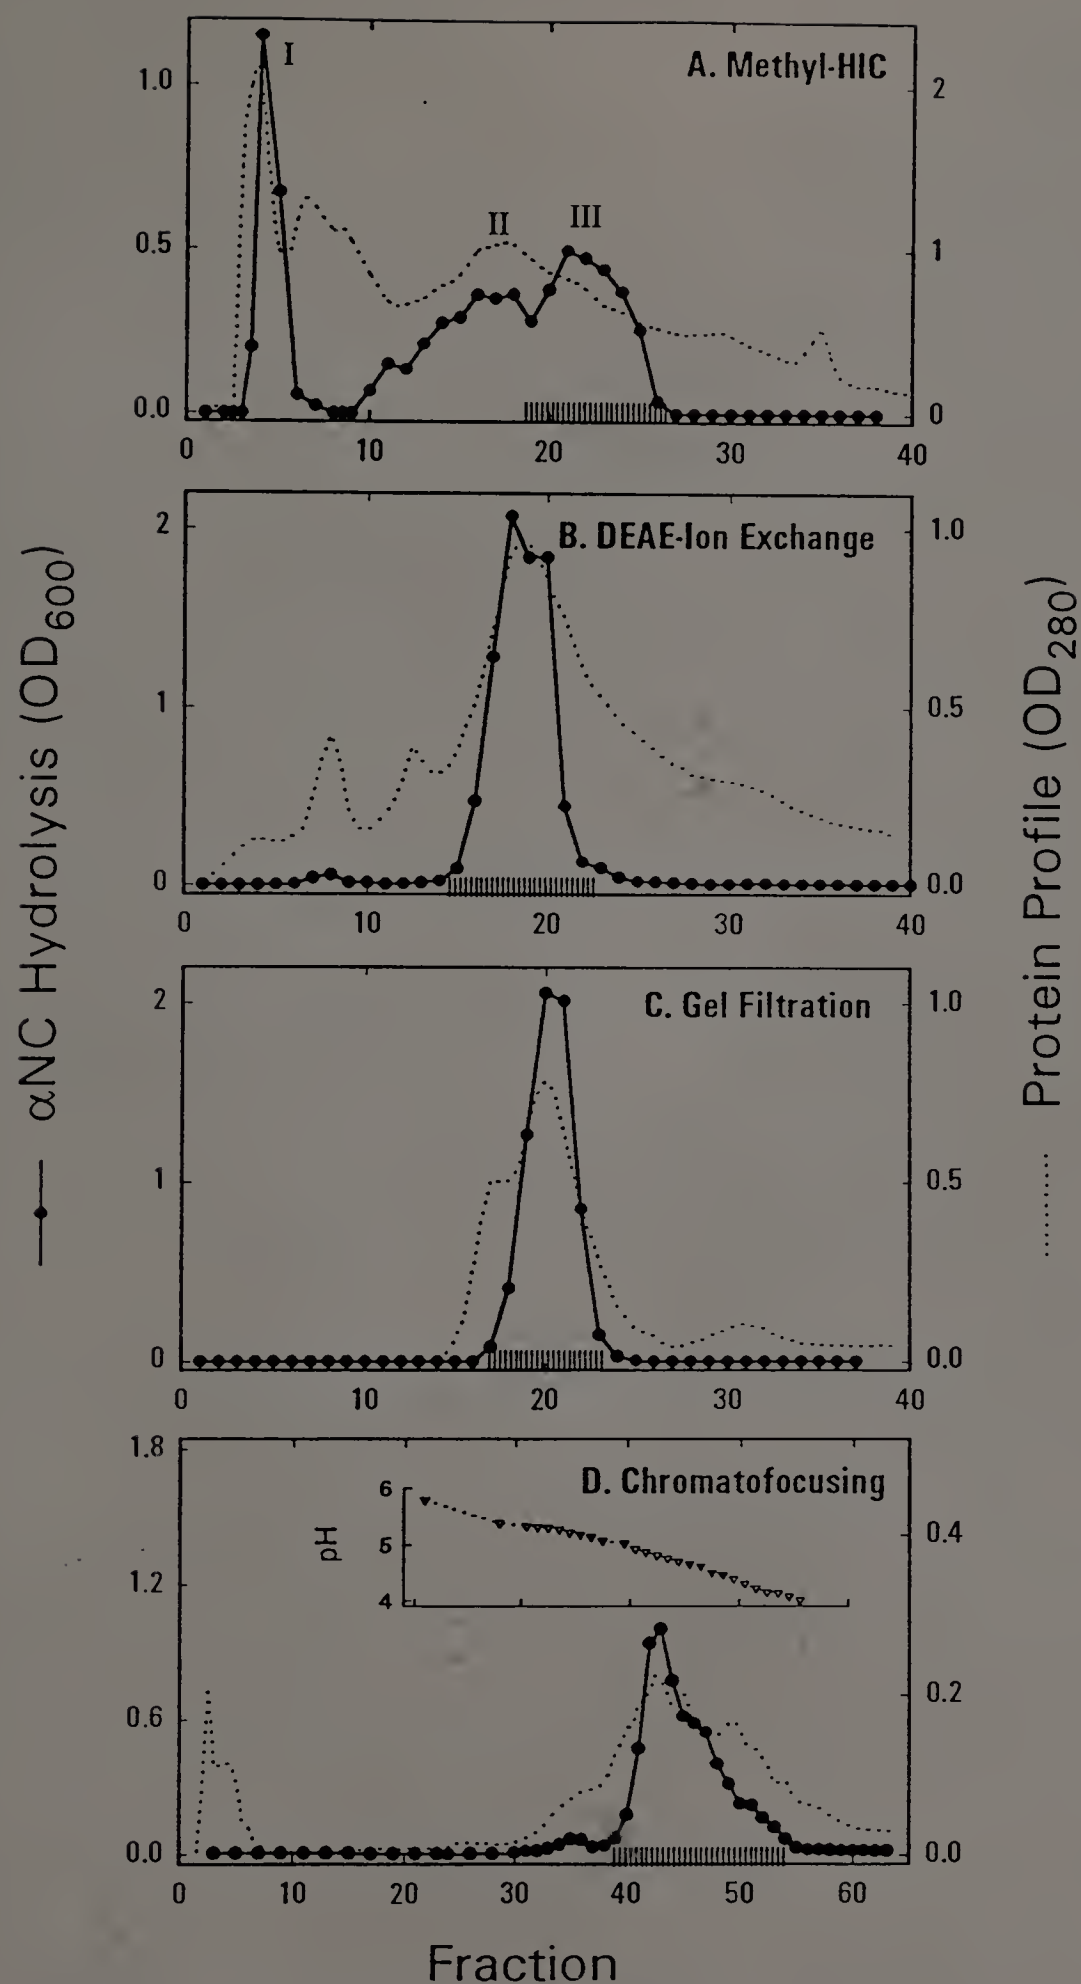 A. Methyl-HIC
I
II
III
1.0
0.5
0.0
2
1
0
0 10 20 30 40
B. DEAE-Ion Exchange
2
1
0
1.0
0.5
0.0
0 10 20 30 40
C. Gel Filtration
2
1
0
1.0
0.5
0.0
0 10 20 30 40
D. Chromatofocusing
1.8
1.2
0.6
0.0
pH
6
5
4
0.4
0.2
0.0
0 10 20 30 40 50 60
αNC Hydrolysis (OD600)
Protein Profile (OD280)
Fraction